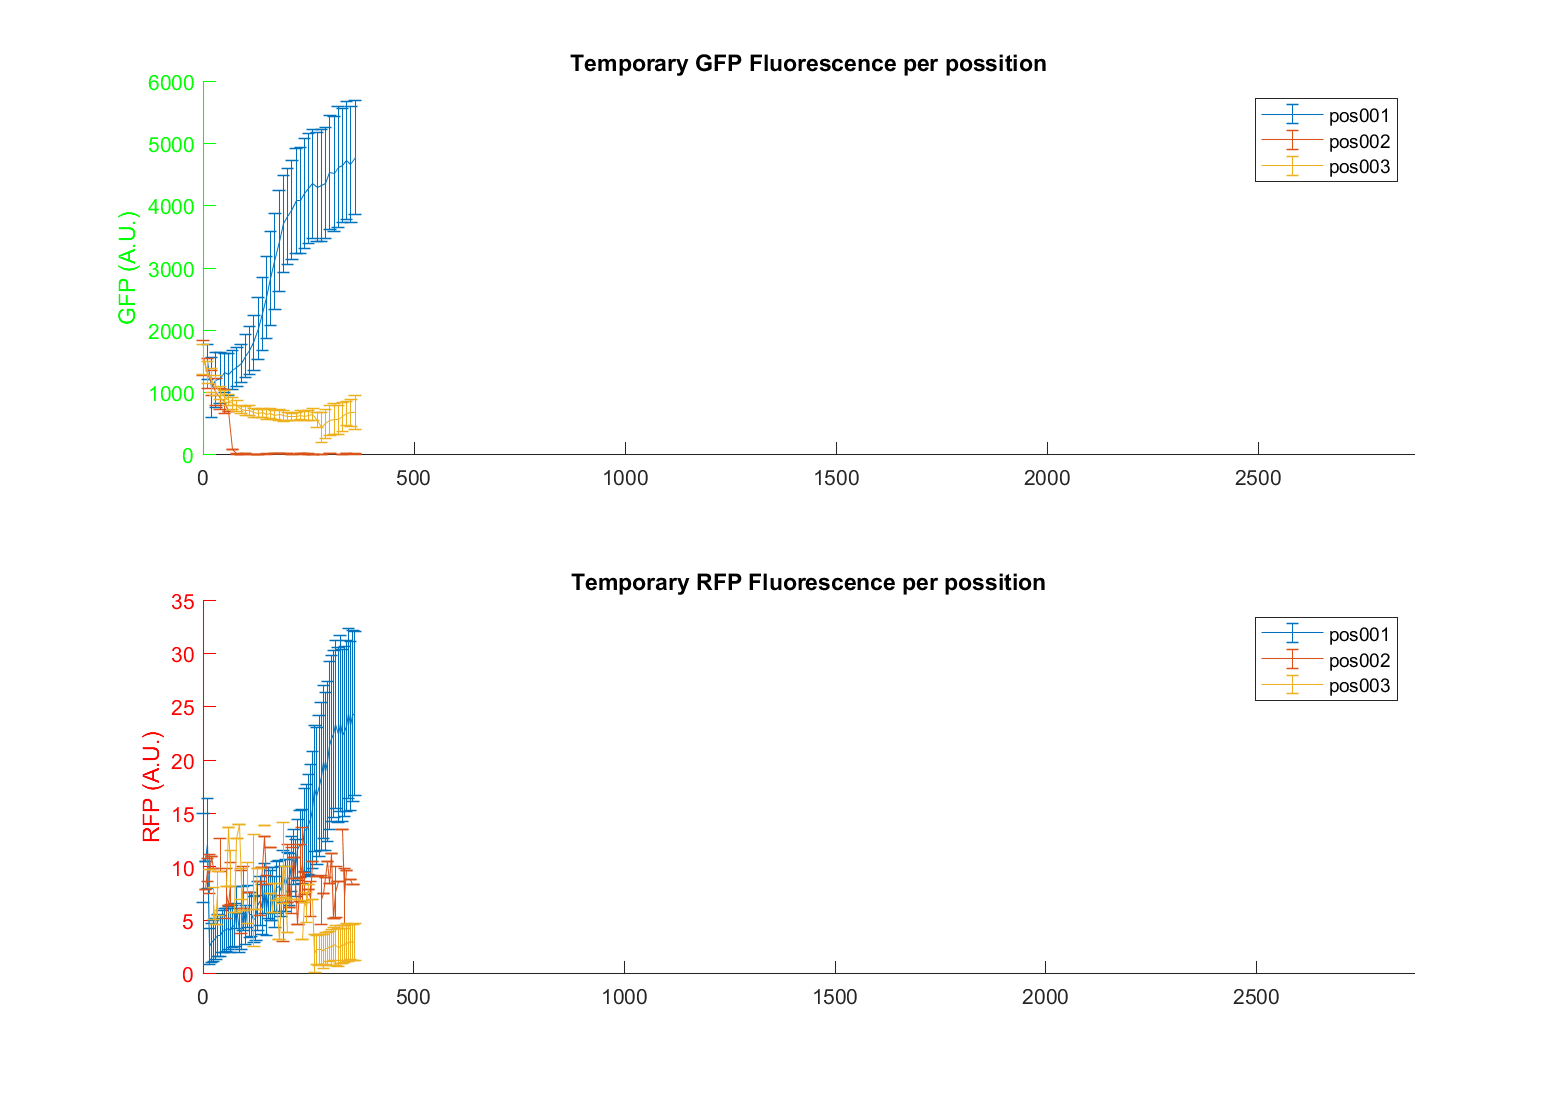 Temporary GFP Fluorescence per possition
6000
5000
4000
3000
2000
1000
0
GFP (A.U.)
0 500 1000 1500 2000 2500
pos001
pos002
pos003
Temporary RFP Fluorescence per possition
35
30
25
20
15
10
5
0
RFP (A.U.)
0 500 1000 1500 2000 2500
pos001
pos002
pos003